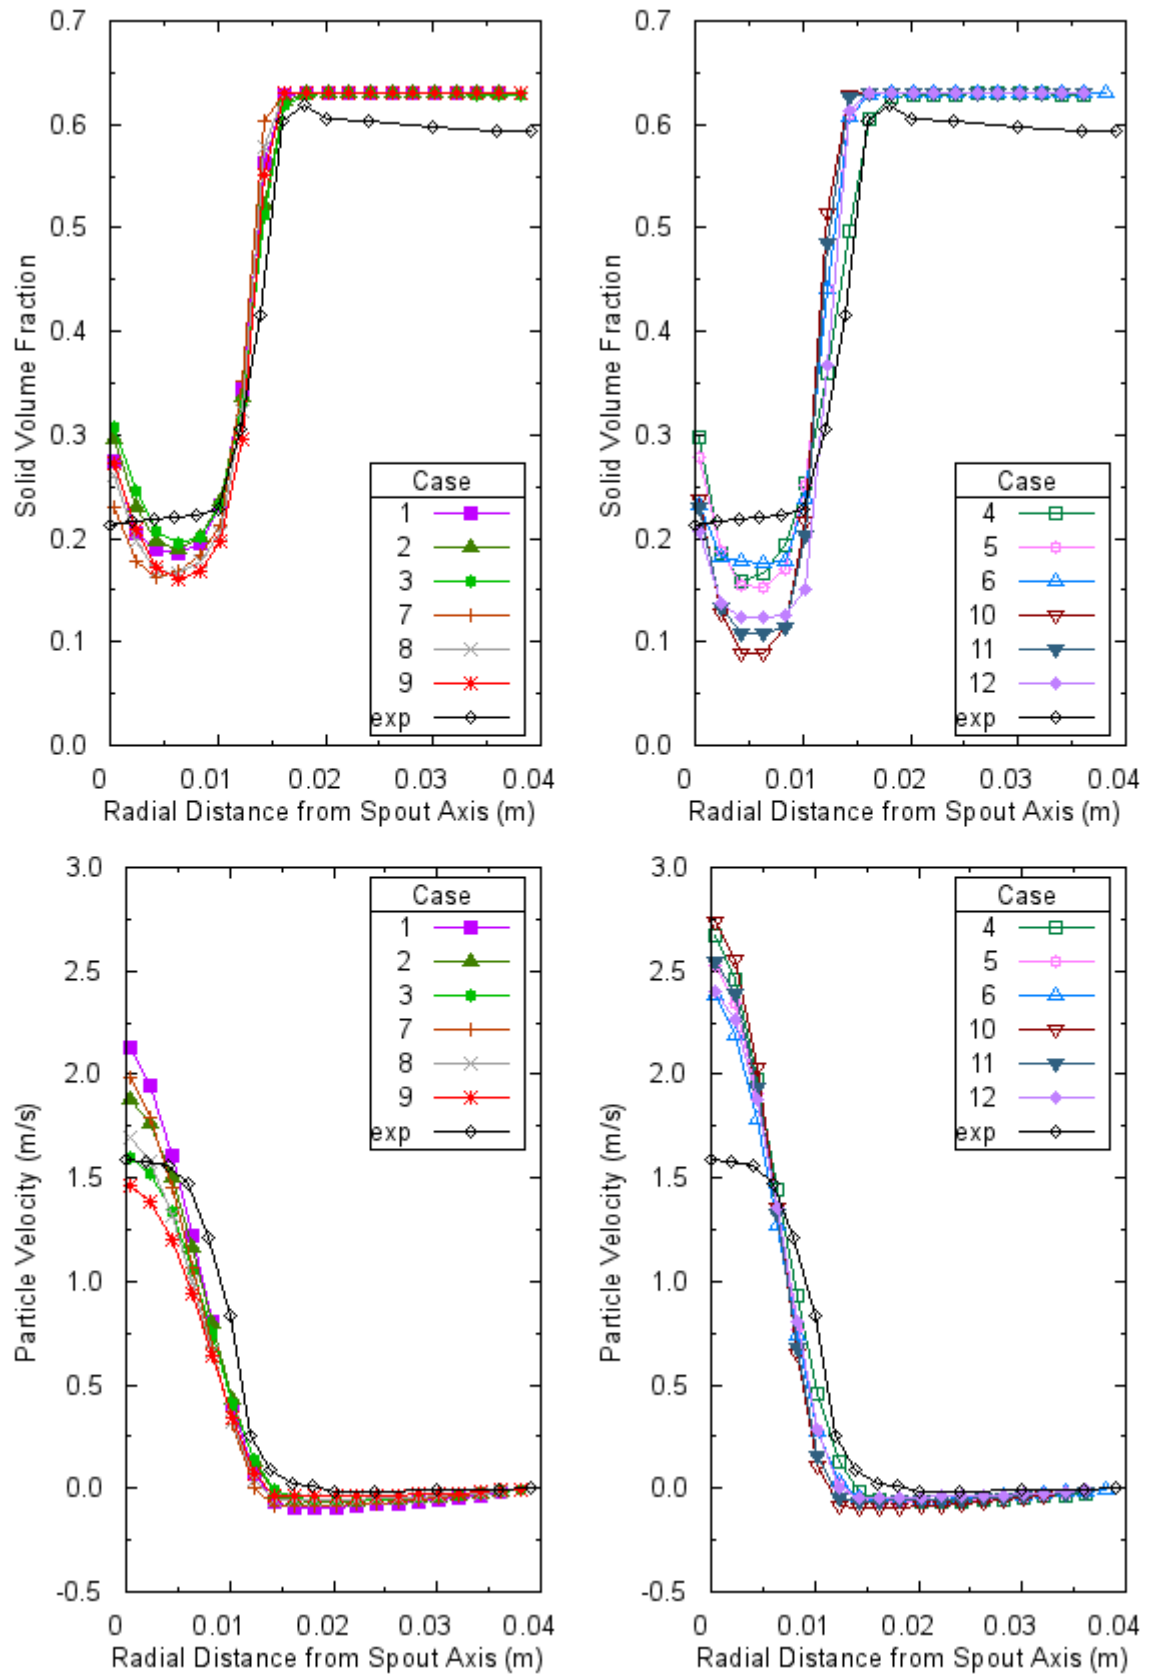 0.7
0.6
0.5
0.4
0.3
0.2
0.1
0.0
Solid Volume Fraction
Case
1
2
3
7
8
9
exp
0 0.01 0.02 0.03 0.04
Radial Distance from Spout Axis (m)
0.7
0.6
0.5
0.4
0.3
0.2
0.1
0.0
Solid Volume Fraction
Case
4
5
6
10
11
12
exp
0 0.01 0.02 0.03 0.04
Radial Distance from Spout Axis (m)
3.0
2.5
2.0
1.5
1.0
0.5
0.0
-0.5
Particle Velocity (m/s)
Case
1
2
3
7
8
9
exp
0 0.01 0.02 0.03 0.04
Radial Distance from Spout Axis (m)
3.0
2.5
2.0
1.5
1.0
0.5
0.0
-0.5
Particle Velocity (m/s)
Case
4
5
6
10
11
12
exp
0 0.01 0.02 0.03 0.04
Radial Distance from Spout Axis (m)